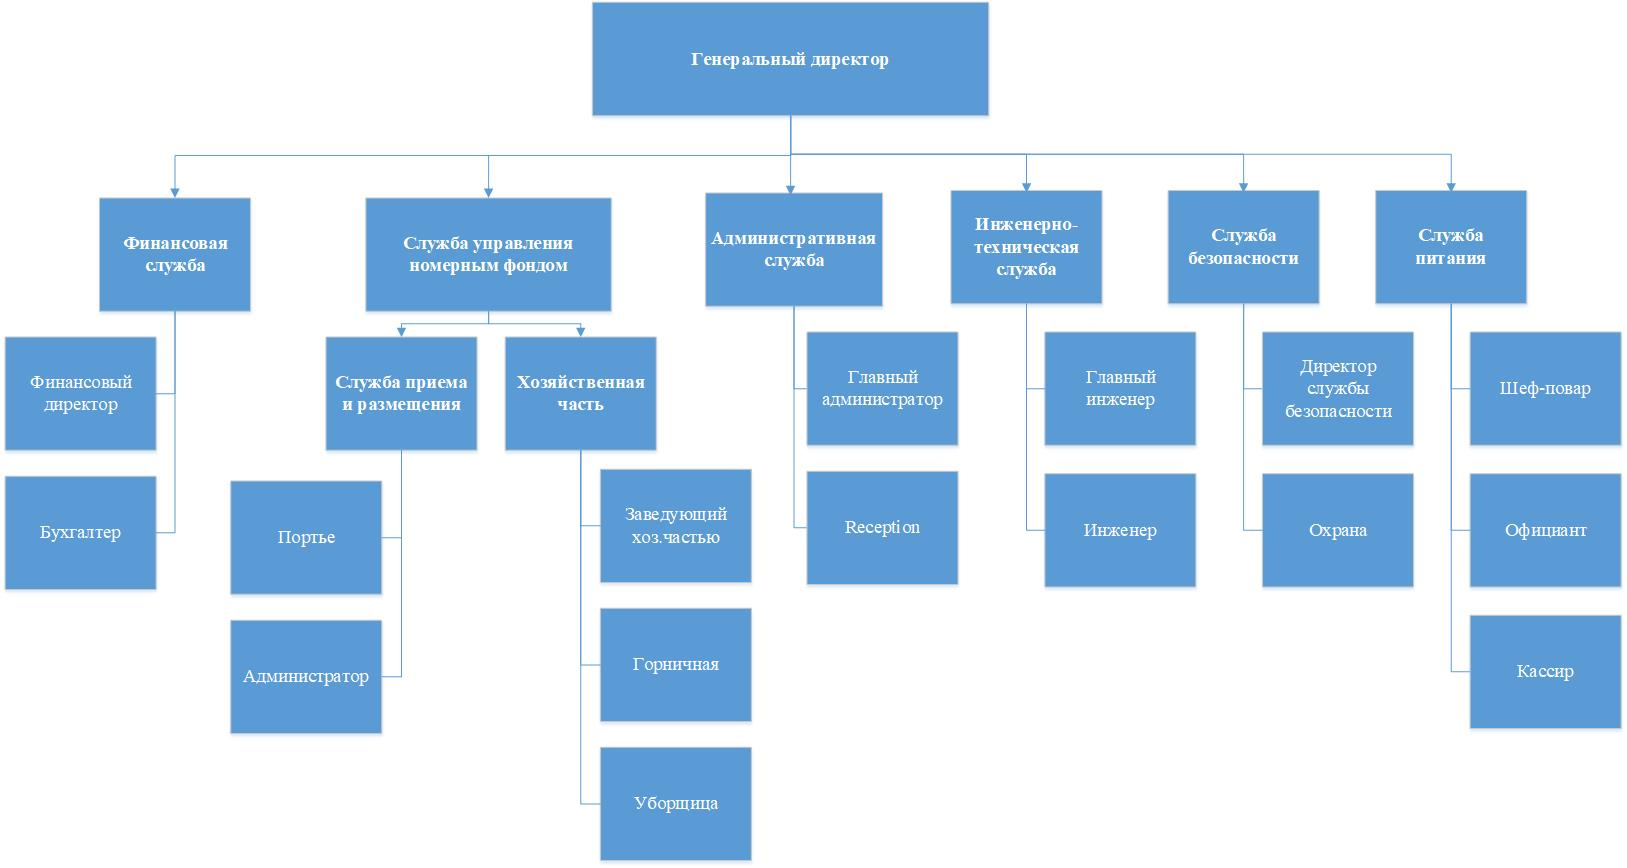 Генеральный директор
Финансовая
служба
Служба управления
номерным фондом
Административная
служба
Инженерно-
техническая
служба
Служба
безопасности
Служба
питания
Финансовый
директор
Служба приема
и размещения
Хозяйственная
часть
Главный
администратор
Главный
инженер
Директор
службы
безопасности
Шеф-повар
Бухгалтер
Портье
Заведующий
хоз.частью
Reception
Инженер
Охрана
Официант
Администратор
Горничная
Кассир
Уборщица